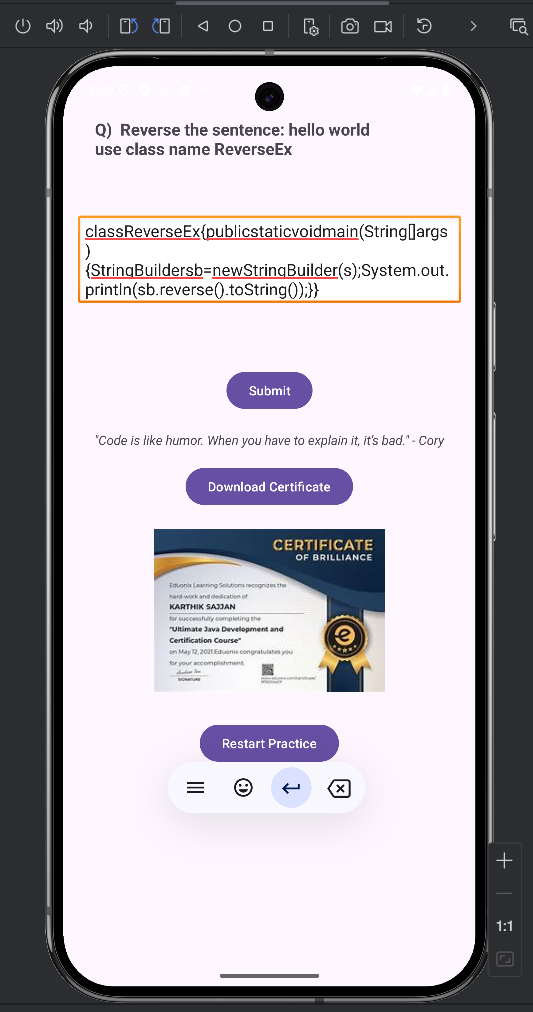 Q)  Reverse the sentence: hello world
use class name ReverseEx
classReverseEx{publicstaticvoidmain(String[]args
)
{StringBuildersb=newStringBuilder(s);System.out.
println(sb.reverse().toString());}}
Submit
"Code is like humor. When you have to explain it, it's bad." - Cory
Download Certificate
CERTIFICATE
OF BRILLIANCE
Eduonix Learning Solutions recognizes the
hard-work and dedication of
KARTHIK SAJJAN
for successfully completing the
"Ultimate Java Development and
Certification Course"
on May 12, 2021.Eduonix congratulates you
for your accomplishment.
SIGNATURE
Restart Practice
1:1